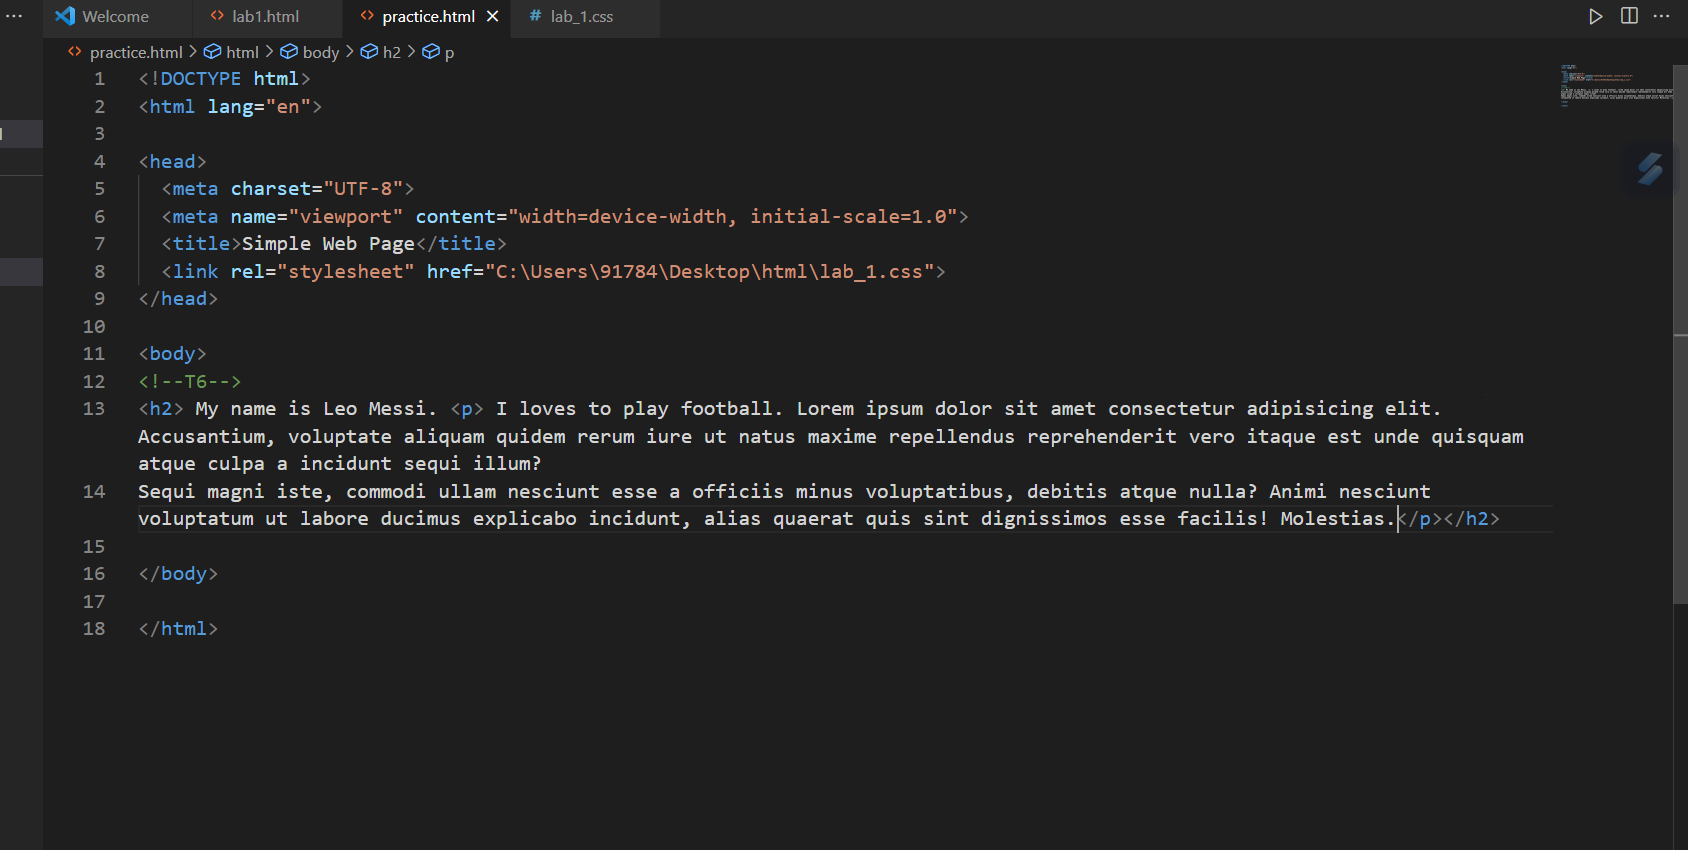 ··· Welcome <> lab1.html <> practice.html × # lab_1.css ···
<> practice.html > html > body > h2 > p
1 <!DOCTYPE html>
2 <html lang="en">
3
4 <head>
5 <meta charset="UTF-8">
6 <meta name="viewport" content="width=device-width, initial-scale=1.0">
7 <title>Simple Web Page</title>
8 <link rel="stylesheet" href="C:\Users\91784\Desktop\html\lab_1.css">
9 </head>
10
11 <body>
12 <!--T6-->
13 <h2> My name is Leo Messi. <p> I loves to play football. Lorem ipsum dolor sit amet consectetur adipisicing elit.
Accusantium, voluptate aliquam quidem rerum iure ut natus maxime repellendus reprehenderit vero itaque est unde quisquam
atque culpa a incidunt sequi illum?
14 Sequi magni iste, commodi ullam nesciunt esse a officiis minus voluptatibus, debitis atque nulla? Animi nesciunt
voluptatum ut labore ducimus explicabo incidunt, alias quaerat quis sint dignissimos esse facilis! Molestias.</p></h2>
15
16 </body>
17
18 </html>